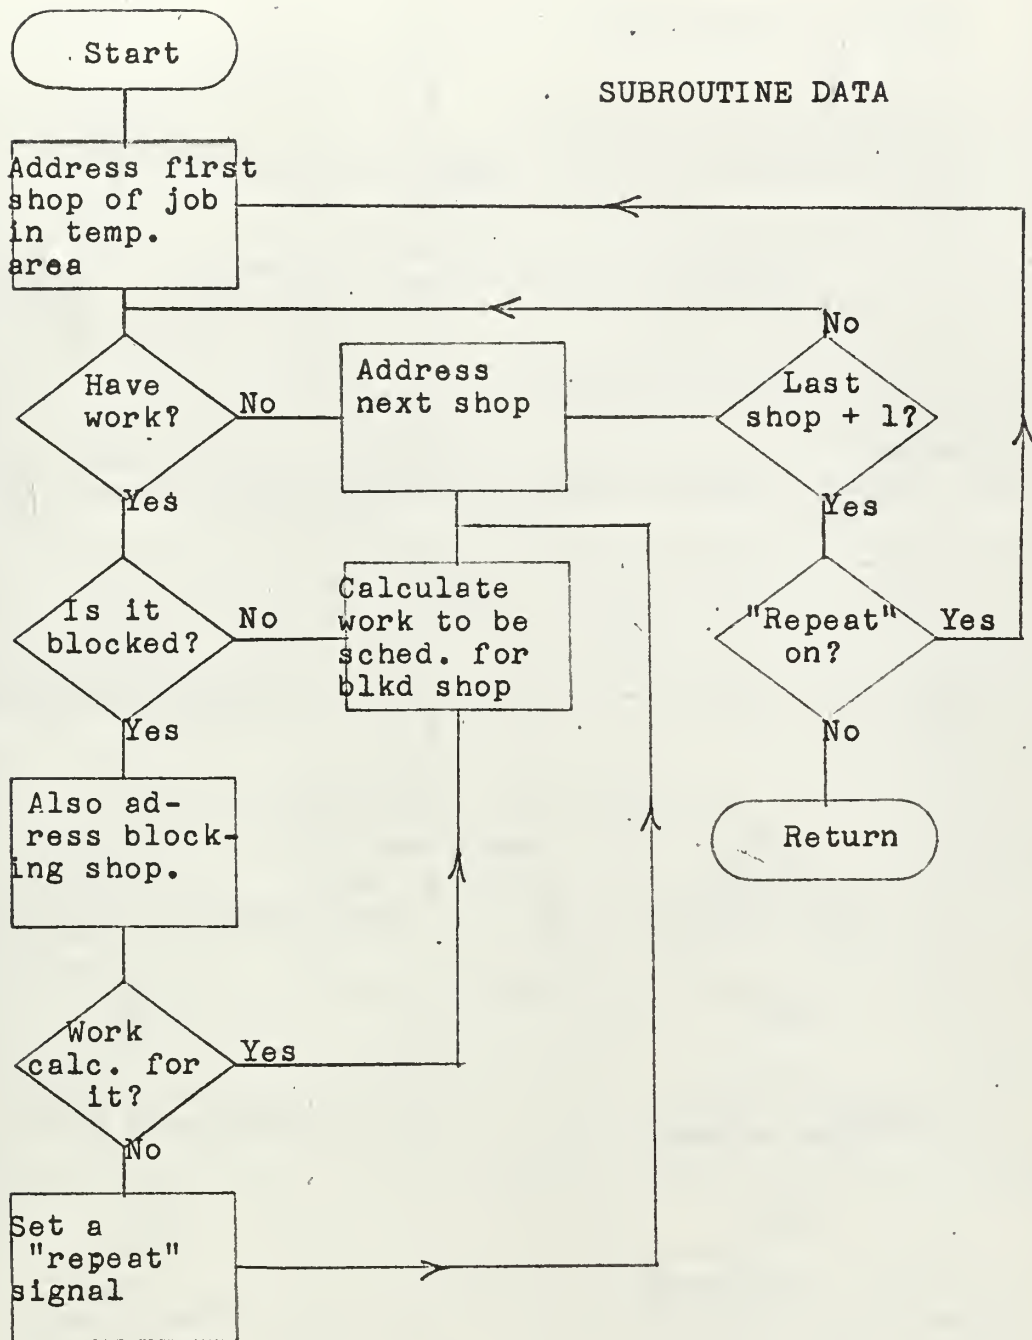 Start
SUBROUTINE DATA
Address first
shop of job
in temp.
area
Have
work?
No
Address
next shop
No
Last
shop + 1?
Yes
Yes
Is it
blocked?
No
Calculate
work to be
sched. for
blkd shop
"Repeat"
on?
Yes
Yes
No
Also ad-
ress block-
ing shop.
Return
Work
calc. for
it?
Yes
No
Set a
"repeat"
signal